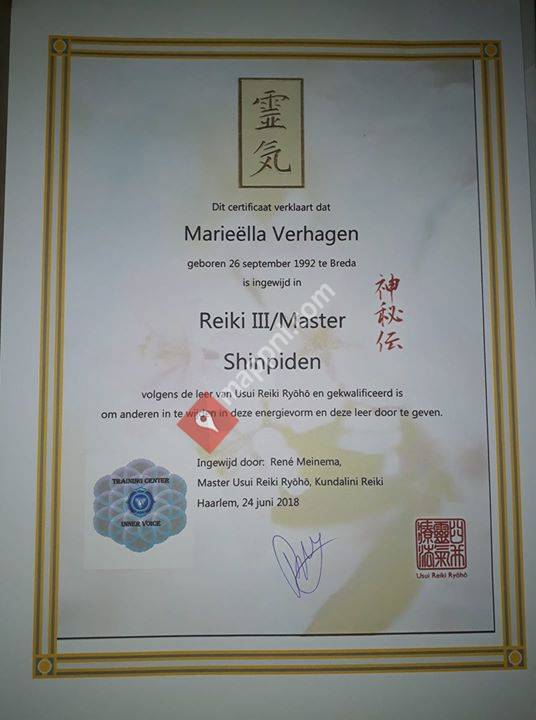 霊
気
Dit certificaat verklaart dat
Marieëlla Verhagen
geboren 26 september 1992 te Breda
is ingewijd in
Reiki III/Master
Shinpiden
神
秘
伝
volgens de leer van Usui Reiki Ryōhō en gekwalificeerd is
om anderen in te wijden in deze energievorm en deze leer door te geven.
Ingewijd door: René Meinema,
Master Usui Reiki Ryōhō, Kundalini Reiki
Haarlem, 24 juni 2018
TRAINING CENTER
INNER VOICE
Usui Reiki Ryōhō
mapponi.com